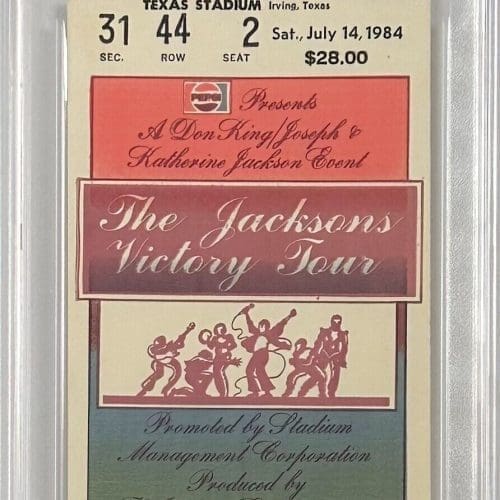 TEXAS STADIUM Irving, Texas
31 44 2 Sat., July 14, 1984
SEC. ROW SEAT $28.00
PEPSI Presents
A Don King/Joseph &
Katherine Jackson Event
The Jacksons
Victory Tour
Promoted by Stadium
Management Corporation
Produced by